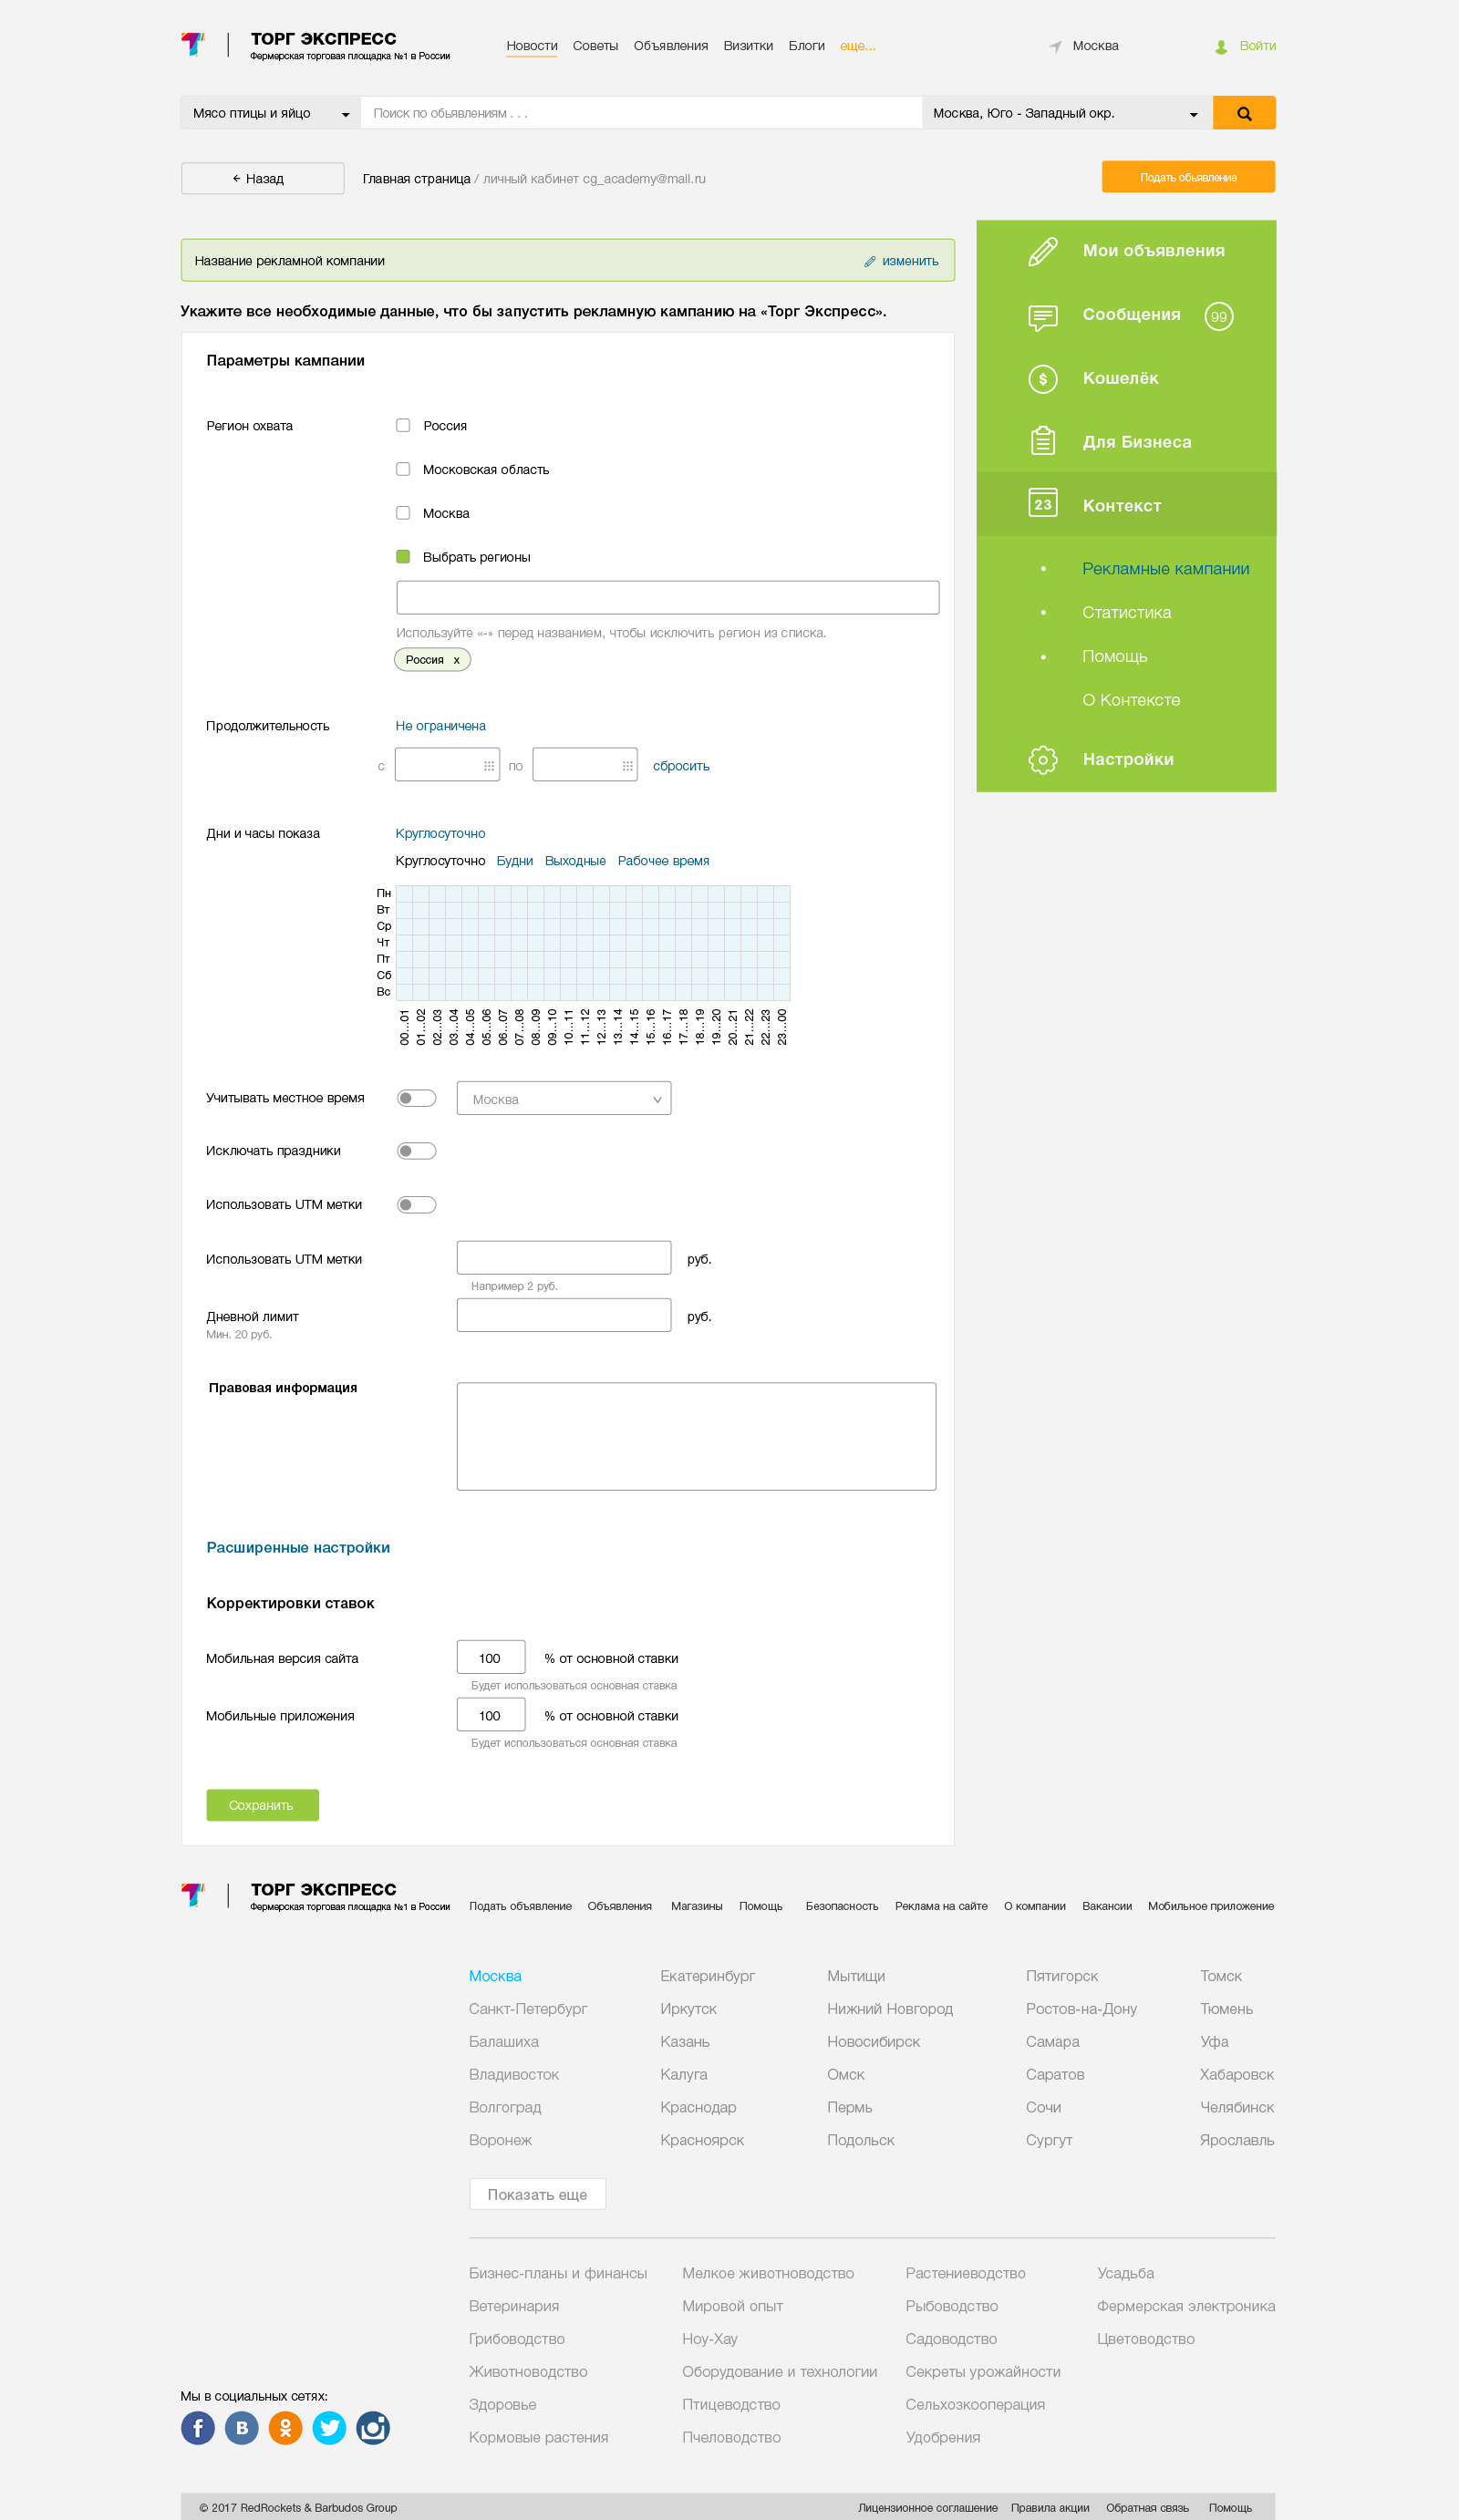 ТОРГ ЭКСПРЕСС
Фермерская торговая площадка №1 в России
Новости Советы Объявления Визитки Блоги еще...
Москва
Войти
Мясо птицы и яйцо
Поиск по обьявлениям . . .
Москва, Юго - Западный окр.
Назад
Главная страница / личный кабинет cg_academy@mail.ru
Подать обьявление
Название рекламной компании
изменить
Укажите все необходимые данные, что бы запустить рекламную кампанию на «Торг Экспресс».
Параметры кампании
Регион охвата
Россия
Московская область
Москва
Выбрать регионы
Используйте «-» перед названием, чтобы исключить регион из списка.
Россия x
Продолжительность
Не ограничена
с
по
сбросить
Дни и часы показа
Круглосуточно
Круглосуточно Будни Выходные Рабочее время
Пн
Вт
Ср
Чт
Пт
Сб
Вс
00...01
01...02
02...03
03...04
04...05
05...06
06...07
07...08
08...09
09...10
10...11
11...12
12...13
13...14
14...15
15...16
16...17
17...18
18...19
19...20
20...21
21...22
22...23
23...00
Учитывать местное время
Москва
Исключать праздники
Использовать UTM метки
Использовать UTM метки
руб.
Например 2 руб.
Дневной лимит
руб.
Мин. 20 руб.
Правовая информация
Расширенные настройки
Корректировки ставок
Мобильная версия сайта
100
% от основной ставки
Будет использоваться основная ставка
Мобильные приложения
100
% от основной ставки
Будет использоваться основная ставка
Сохранить
Мои объявления
Сообщения
99
$
Кошелёк
Для Бизнеса
23
Контекст
Рекламные кампании
Статистика
Помощь
О Контексте
Настройки
ТОРГ ЭКСПРЕСС
Фермерская торговая площадка №1 в России
Подать объявление Объявления Магазины Помощь Безопасность Реклама на сайте О компании Вакансии Мобильное приложение
Москва
Санкт-Петербург
Балашиха
Владивосток
Волгоград
Воронеж
Екатеринбург
Иркутск
Казань
Калуга
Краснодар
Красноярск
Мытищи
Нижний Новгород
Новосибирск
Омск
Пермь
Подольск
Пятигорск
Ростов-на-Дону
Самара
Саратов
Сочи
Сургут
Томск
Тюмень
Уфа
Хабаровск
Челябинск
Ярославль
Показать еще
Бизнес-планы и финансы
Ветеринария
Грибоводство
Животноводство
Здоровье
Кормовые растения
Мелкое животноводство
Мировой опыт
Ноу-Хау
Оборудование и технологии
Птицеводство
Пчеловодство
Растениеводство
Рыбоводство
Садоводство
Секреты урожайности
Сельхозкооперация
Удобрения
Усадьба
Фермерская электроника
Цветоводство
Мы в социальных сетях:
© 2017 RedRockets & Barbudos Group
Лицензионное соглашение Правила акции Обратная связь Помощь